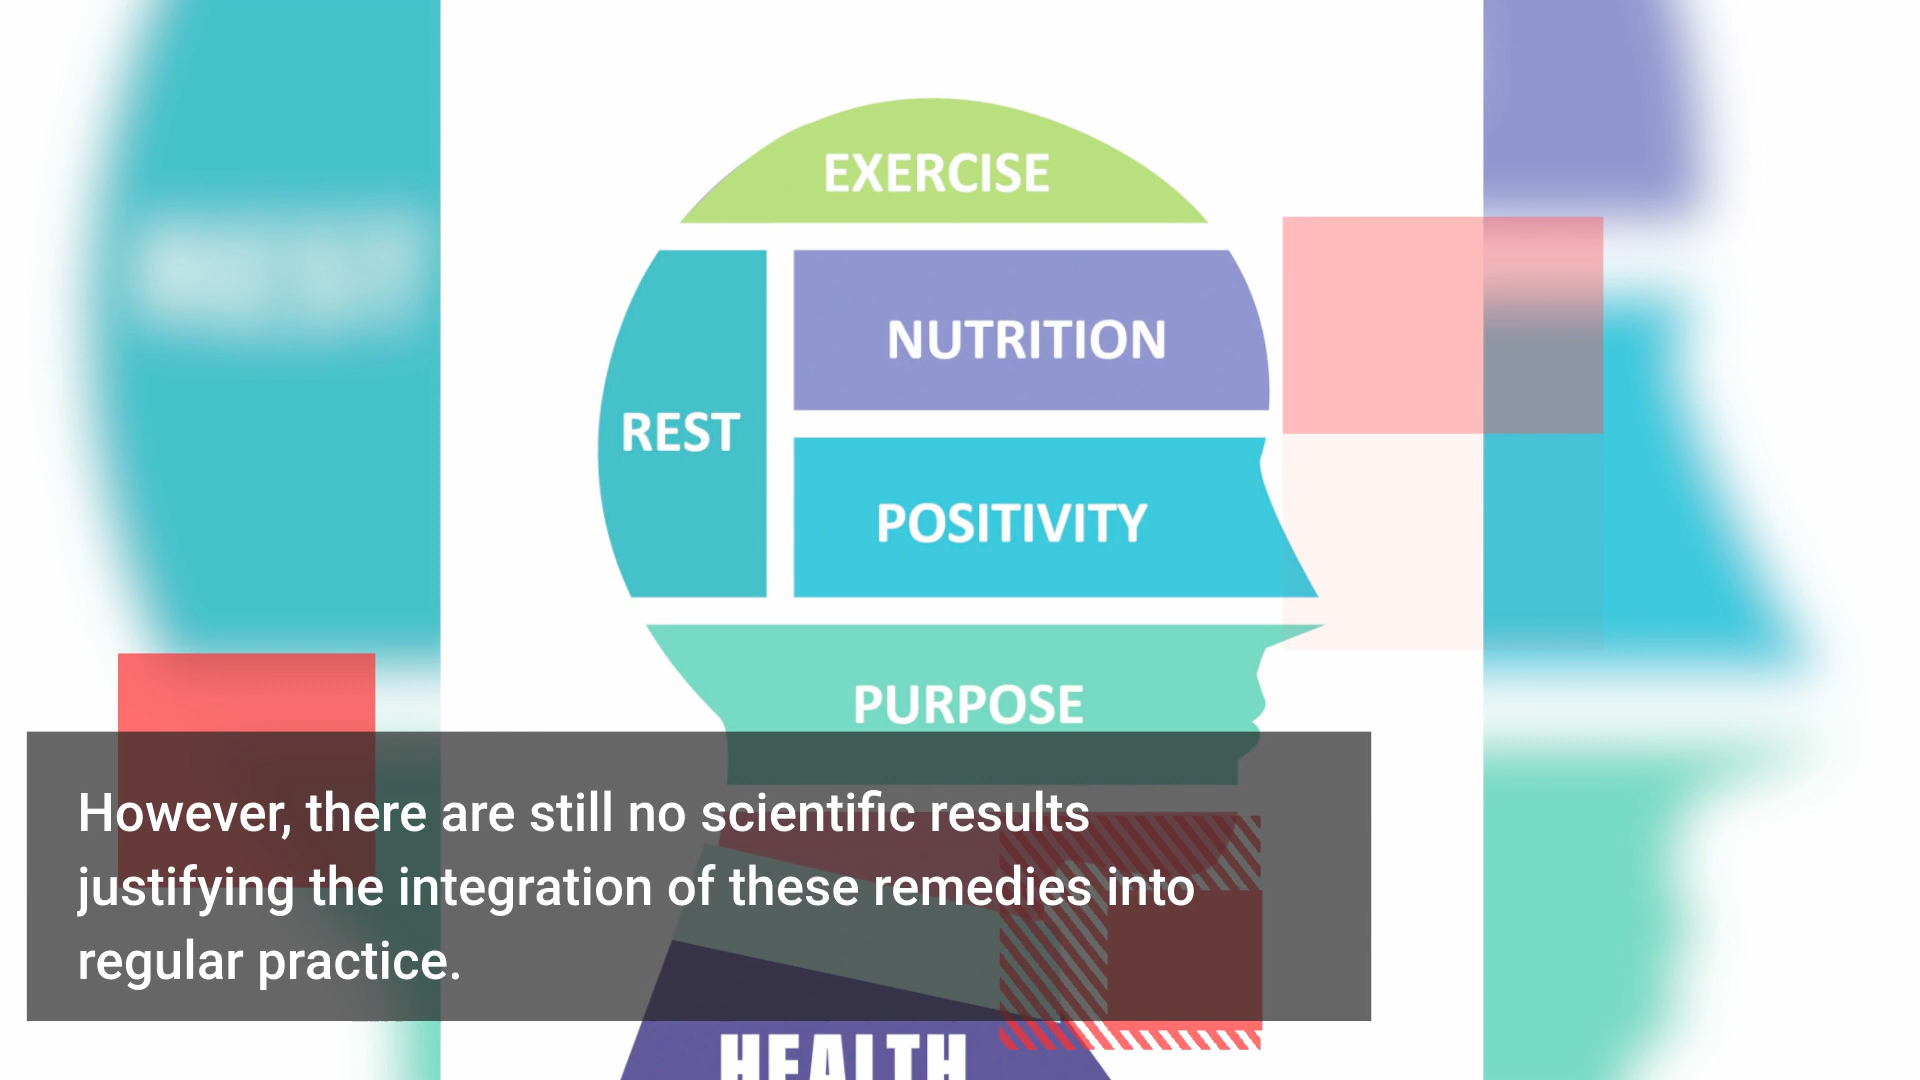 EXERCISE
NUTRITION
REST
POSITIVITY
PURPOSE
However, there are still no scientific results
justifying the integration of these remedies into
regular practice.
HEALTH